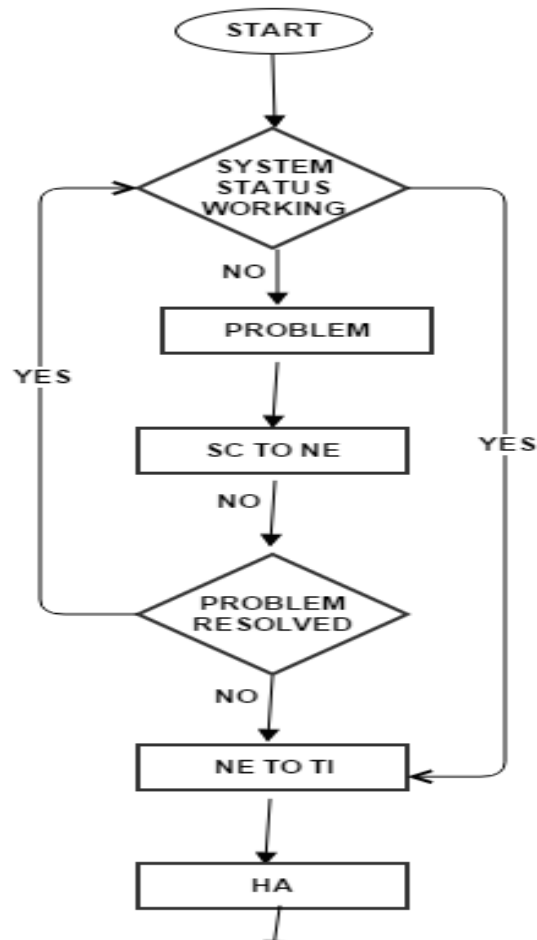 START
SYSTEM
STATUS
WORKING
NO
PROBLEM
YES
SC TO NE
YES
NO
PROBLEM
RESOLVED
NO
NE TO TI
HA